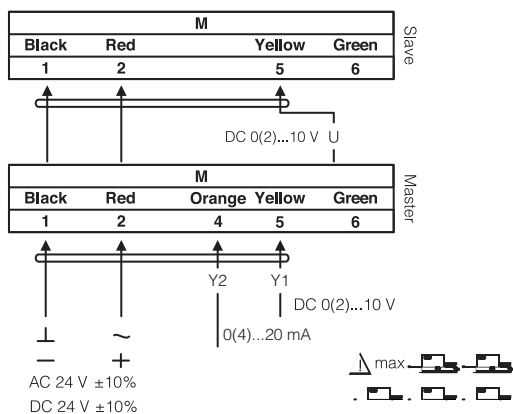 M
Black Red Yellow Green
1 2 5 6
Slave
DC 0(2)...10 V U
M
Black Red Orange Yellow Green
1 2 4 5 6
Master
Y2 Y1
DC 0(2)...10 V
0(4)...20 mA
⊥ ~
− +
AC 24 V ±10%
DC 24 V ±10%
max